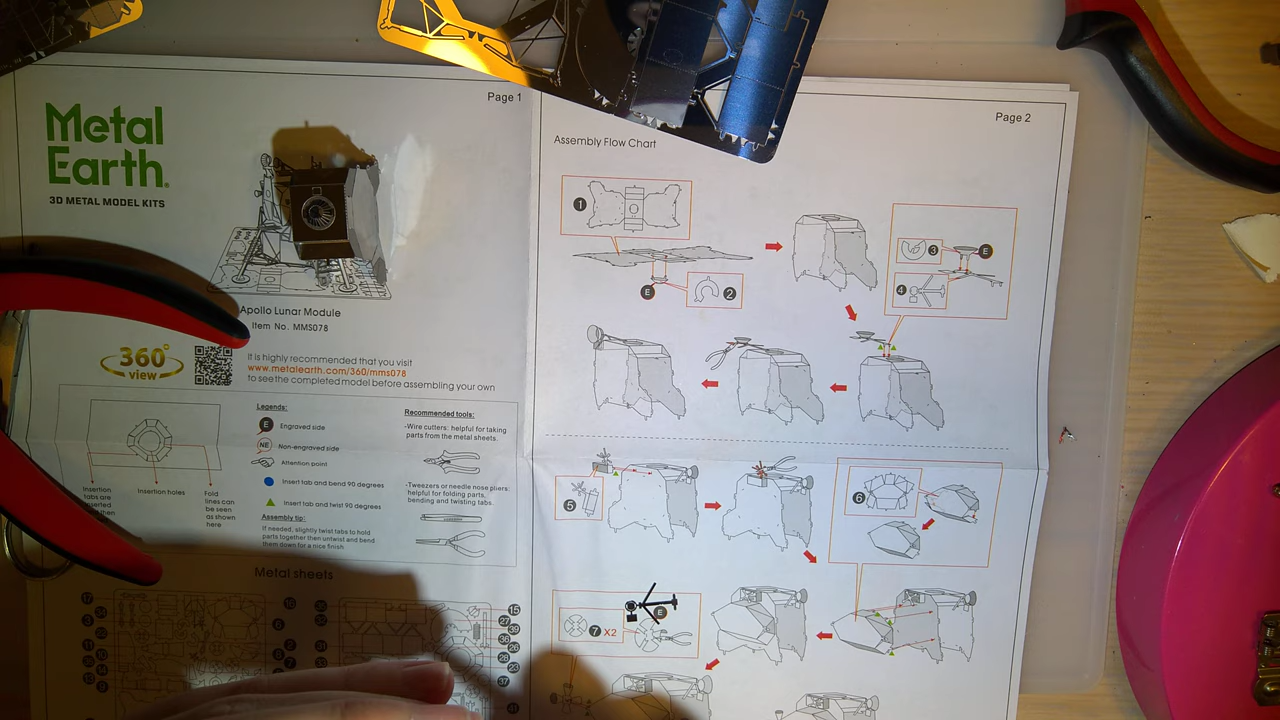 Metal
Earth
3D METAL MODEL KITS
Page 1
Apollo Lunar Module
Item No. MMS078
360°
view
It is highly recommended that you visit
www.metalearth.com/360/mms078
to see the completed model before assembling your own
Insertion
tabs are
Insertion holes
Fold
lines can
be seen
as shown
here
Legends:
E Engraved side
NE Non-engraved side
Attention point
Insert tab and bend 90 degrees
Insert tab and twist 90 degrees
Assembly tip:
If needed, slightly twist tabs to hold
parts together then untwist and bend
them down for a nice finish
Recommended tools:
-Wire cutters: helpful for taking
parts from the metal sheets.
-Tweezers or needle nose pliers:
helpful for folding parts,
bending and twisting tabs.
Metal sheets
Page 2
Assembly Flow Chart
1
E
2
3
E
4
5
6
7 X2
E